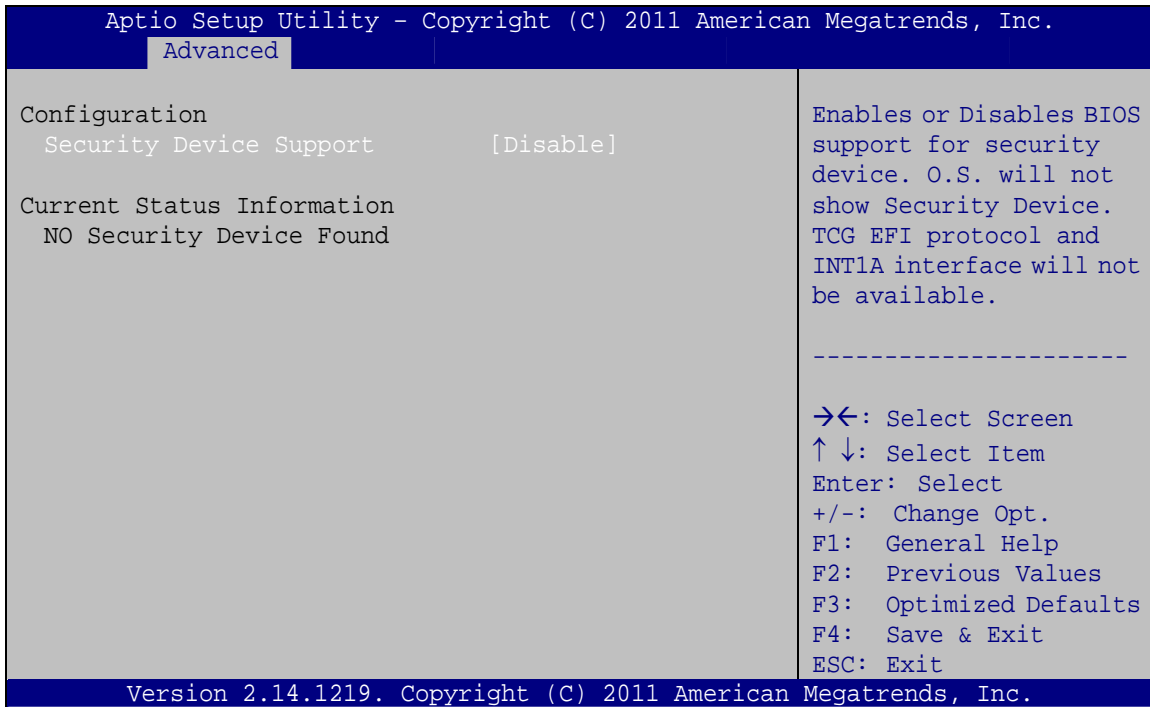 Aptio Setup Utility – Copyright (C) 2011 American Megatrends, Inc.
Advanced
Configuration
Security Device Support [Disable]
Current Status Information
NO Security Device Found
Enables or Disables BIOS
support for security
device. O.S. will not
show Security Device.
TCG EFI protocol and
INT1A interface will not
be available.
----------------------
→←: Select Screen
↑ ↓: Select Item
Enter: Select
+/-: Change Opt.
F1: General Help
F2: Previous Values
F3: Optimized Defaults
F4: Save & Exit
ESC: Exit
Version 2.14.1219. Copyright (C) 2011 American Megatrends, Inc.